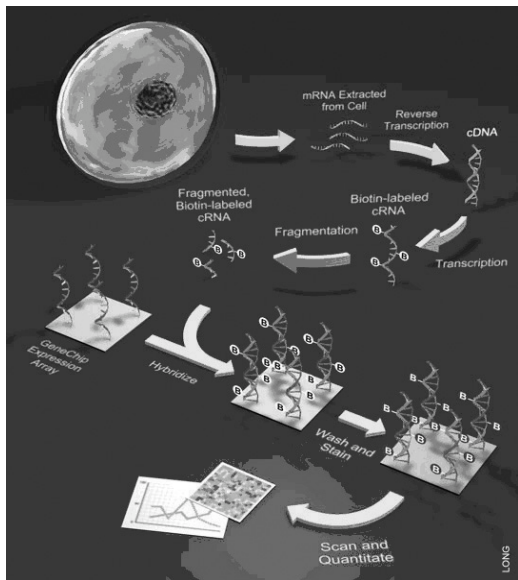 mRNA Extracted
from Cell
Reverse
Transcription
cDNA
Fragmented,
Biotin-labeled
cRNA
Fragmentation
Biotin-labeled
cRNA
Transcription
B
B
B
B
B
B
GeneChip
Expression
Array
Hybridize
B
B
B
B
B
B
B
B
Wash and
Stain
B
B
B
B
B
B
B
B
Scan and
Quantitate
LONG